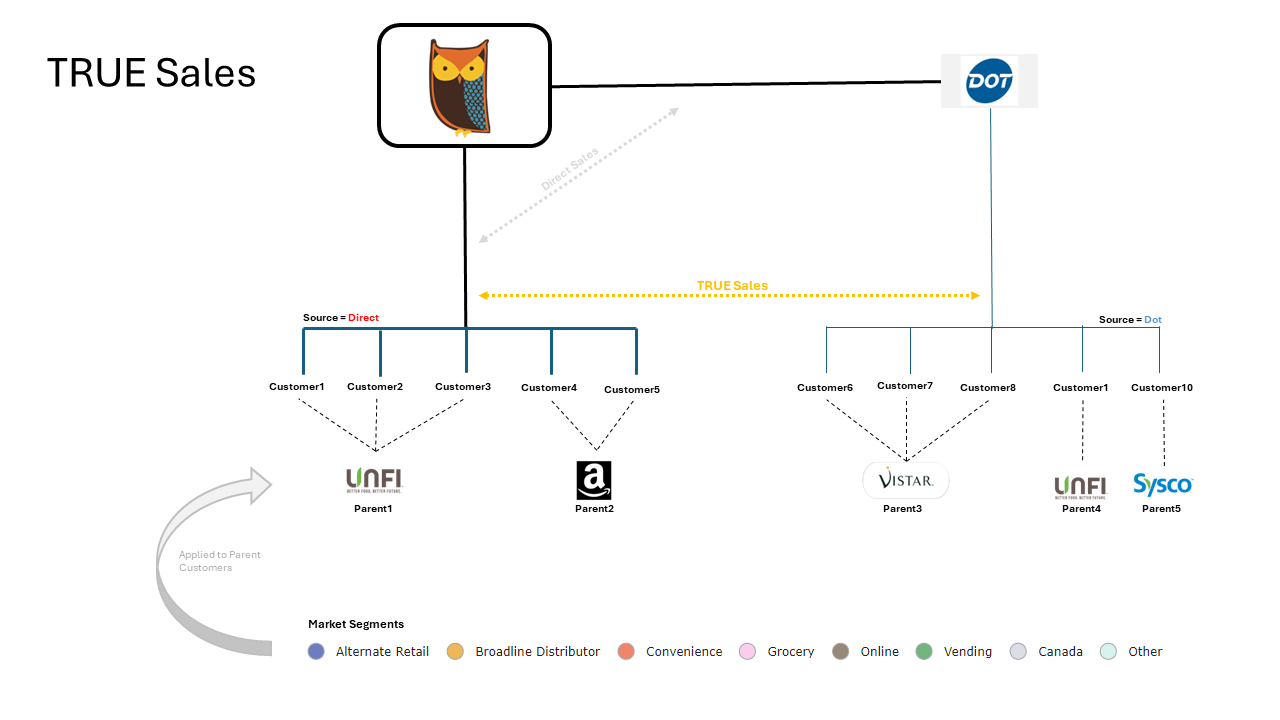 TRUE Sales
DOT
Direct Sales
TRUE Sales
Source = Direct
Source = Dot
Customer1
Customer2
Customer3
Customer4
Customer5
Customer6
Customer7
Customer8
Customer1
Customer10
UNFI
BETTER FOOD. BETTER FUTURE.
a
VISTAR.
UNFI
BETTER FOOD. BETTER FUTURE.
Sysco
Parent1
Parent2
Parent3
Parent4
Parent5
Applied to Parent
Customers
Market Segments
Alternate Retail
Broadline Distributor
Convenience
Grocery
Online
Vending
Canada
Other